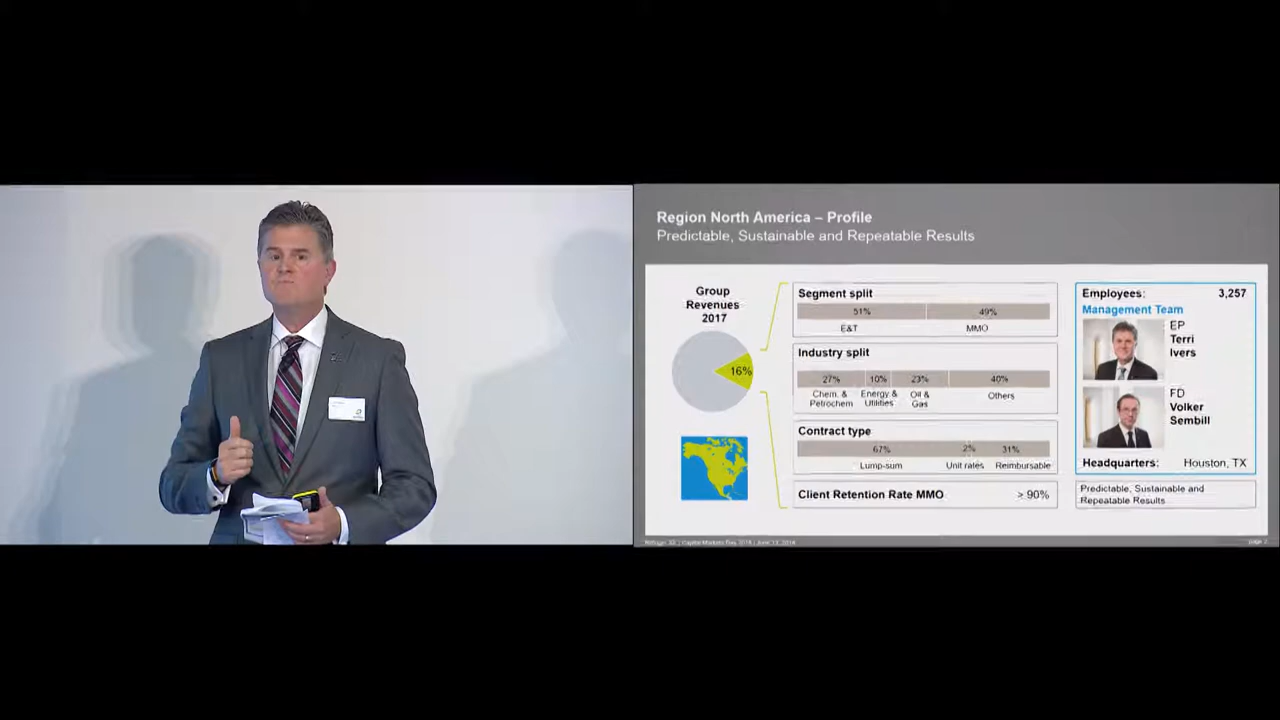 Region North America – Profile
Predictable, Sustainable and Repeatable Results
Group
Revenues
2017
16%
Segment split
51% 49%
E&T MMO
Industry split
27% 10% 23% 40%
Chem. & Petrochem Energy & Utilities Oil & Gas Others
Contract type
67% 2% 31%
Lump-sum Unit rates Reimbursable
Client Retention Rate MMO > 90%
Employees: 3,257
Management Team
EP
Terri
Ivers
FD
Volker
Sembill
Headquarters: Houston, TX
Predictable, Sustainable and
Repeatable Results